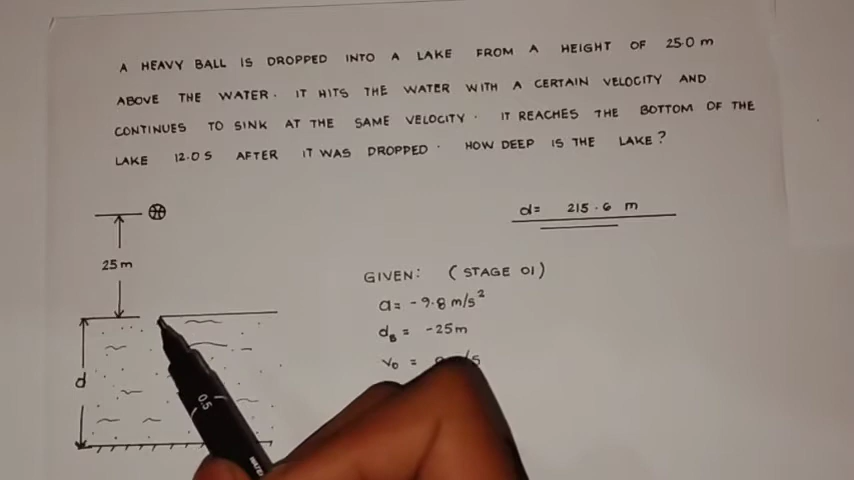 A HEAVY BALL IS DROPPED INTO A LAKE FROM A HEIGHT OF 25.0 m
ABOVE THE WATER. IT HITS THE WATER WITH A CERTAIN VELOCITY AND
CONTINUES TO SINK AT THE SAME VELOCITY. IT REACHES THE BOTTOM OF THE
LAKE 12.0 S AFTER IT WAS DROPPED. HOW DEEP IS THE LAKE?
d= 215.6 m
25 m
d
GIVEN: (STAGE 01)
a= -9.8 m/s²
d_B = -25m
v₀ =
0.5